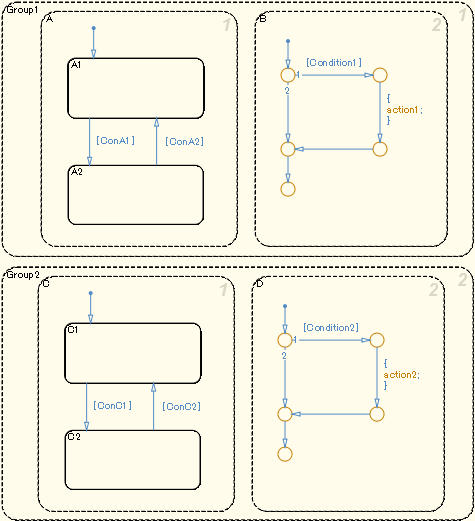 Group1
1
A
1
B
2
A1
[ConA1]
[ConA2]
A2
[Condition1]
1
2
{
action1;
}
Group2
2
C
1
D
2
C1
[ConC1]
[ConC2]
C2
[Condition2]
1
2
{
action2;
}